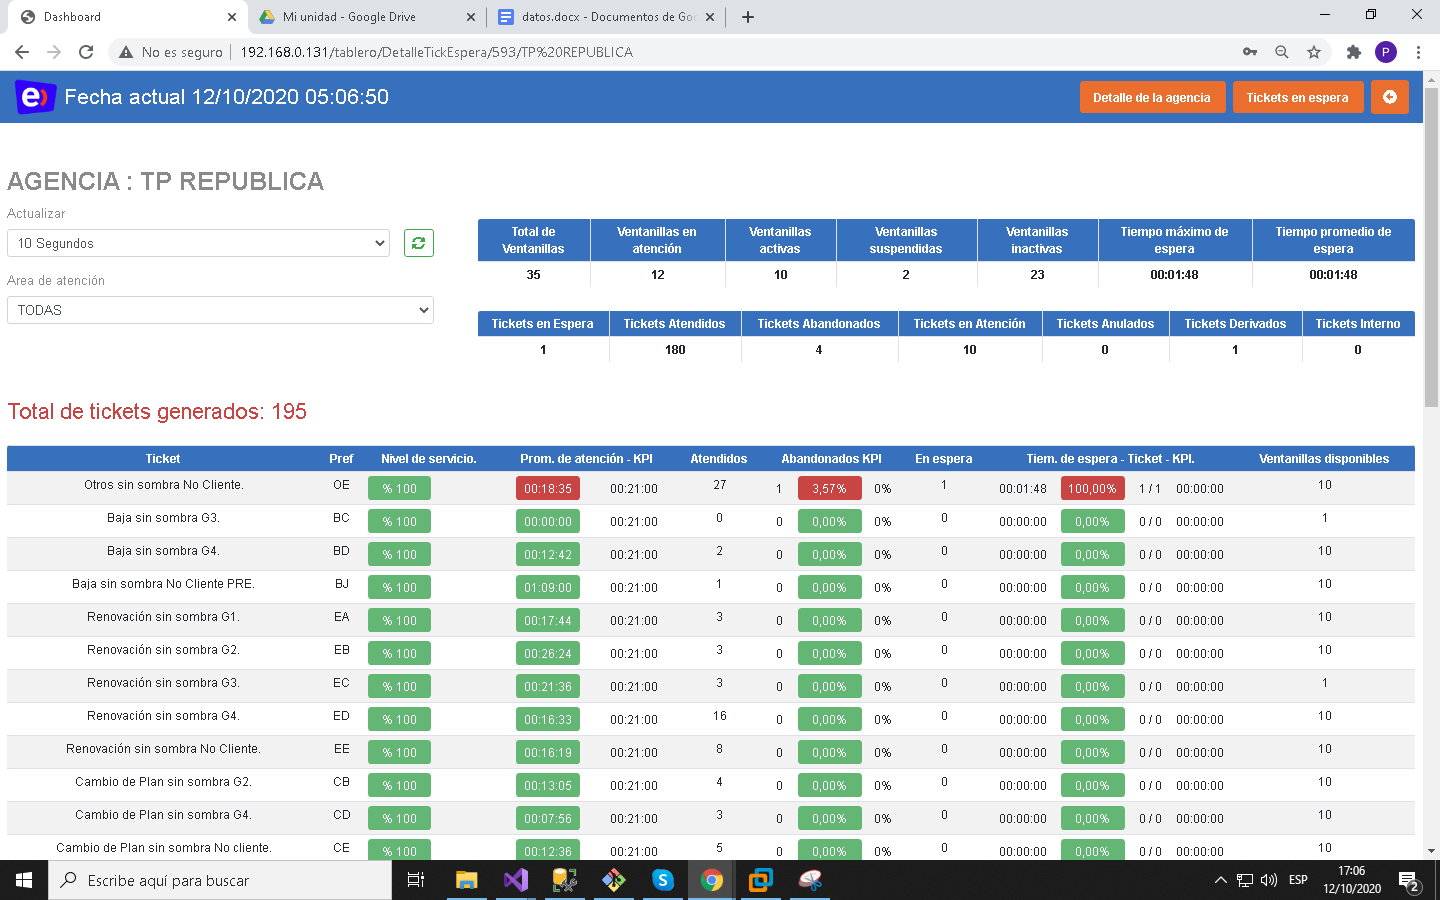 Dashboard
Mi unidad - Google Drive
datos.docx - Documentos de Goo
No es seguro
192.168.0.131/tablero/DetalleTickEspera/593/TP%20REPUBLICA
P
e
Fecha actual 12/10/2020 05:06:50
Detalle de la agencia
Tickets en espera
AGENCIA : TP REPUBLICA
Actualizar
10 Segundos
Area de atención
TODAS
Total de Ventanillas Ventanillas en atención Ventanillas activas Ventanillas suspendidas Ventanillas inactivas Tiempo máximo de espera Tiempo promedio de espera
35 12 10 2 23 00:01:48 00:01:48
Tickets en Espera Tickets Atendidos Tickets Abandonados Tickets en Atención Tickets Anulados Tickets Derivados Tickets Interno
1 180 4 10 0 1 0
Total de tickets generados: 195
Ticket Pref Nivel de servicio. Prom. de atención - KPI Atendidos Abandonados KPI En espera Tiem. de espera - Ticket - KPI. Ventanillas disponibles
Otros sin sombra No Cliente. OE % 100 00:18:35 00:21:00 27 1 3,57% 0% 1 00:01:48 100,00% 1 / 1 00:00:00 10
Baja sin sombra G3. BC % 100 00:00:00 00:21:00 0 0 0,00% 0% 0 00:00:00 0,00% 0 / 0 00:00:00 1
Baja sin sombra G4. BD % 100 00:12:42 00:21:00 2 0 0,00% 0% 0 00:00:00 0,00% 0 / 0 00:00:00 10
Baja sin sombra No Cliente PRE. BJ % 100 01:09:00 00:21:00 1 0 0,00% 0% 0 00:00:00 0,00% 0 / 0 00:00:00 10
Renovación sin sombra G1. EA % 100 00:17:44 00:21:00 3 0 0,00% 0% 0 00:00:00 0,00% 0 / 0 00:00:00 10
Renovación sin sombra G2. EB % 100 00:26:24 00:21:00 3 0 0,00% 0% 0 00:00:00 0,00% 0 / 0 00:00:00 10
Renovación sin sombra G3. EC % 100 00:21:36 00:21:00 3 0 0,00% 0% 0 00:00:00 0,00% 0 / 0 00:00:00 1
Renovación sin sombra G4. ED % 100 00:16:33 00:21:00 16 0 0,00% 0% 0 00:00:00 0,00% 0 / 0 00:00:00 10
Renovación sin sombra No Cliente. EE % 100 00:16:19 00:21:00 8 0 0,00% 0% 0 00:00:00 0,00% 0 / 0 00:00:00 10
Cambio de Plan sin sombra G2. CB % 100 00:13:05 00:21:00 4 0 0,00% 0% 0 00:00:00 0,00% 0 / 0 00:00:00 10
Cambio de Plan sin sombra G4. CD % 100 00:07:56 00:21:00 3 0 0,00% 0% 0 00:00:00 0,00% 0 / 0 00:00:00 10
Cambio de Plan sin sombra No cliente. CE % 100 00:12:36 00:21:00 5 0 0,00% 0% 0 00:00:00 0,00% 0 / 0 00:00:00 10
Escribe aquí para buscar
ESP
17:06
12/10/2020
2